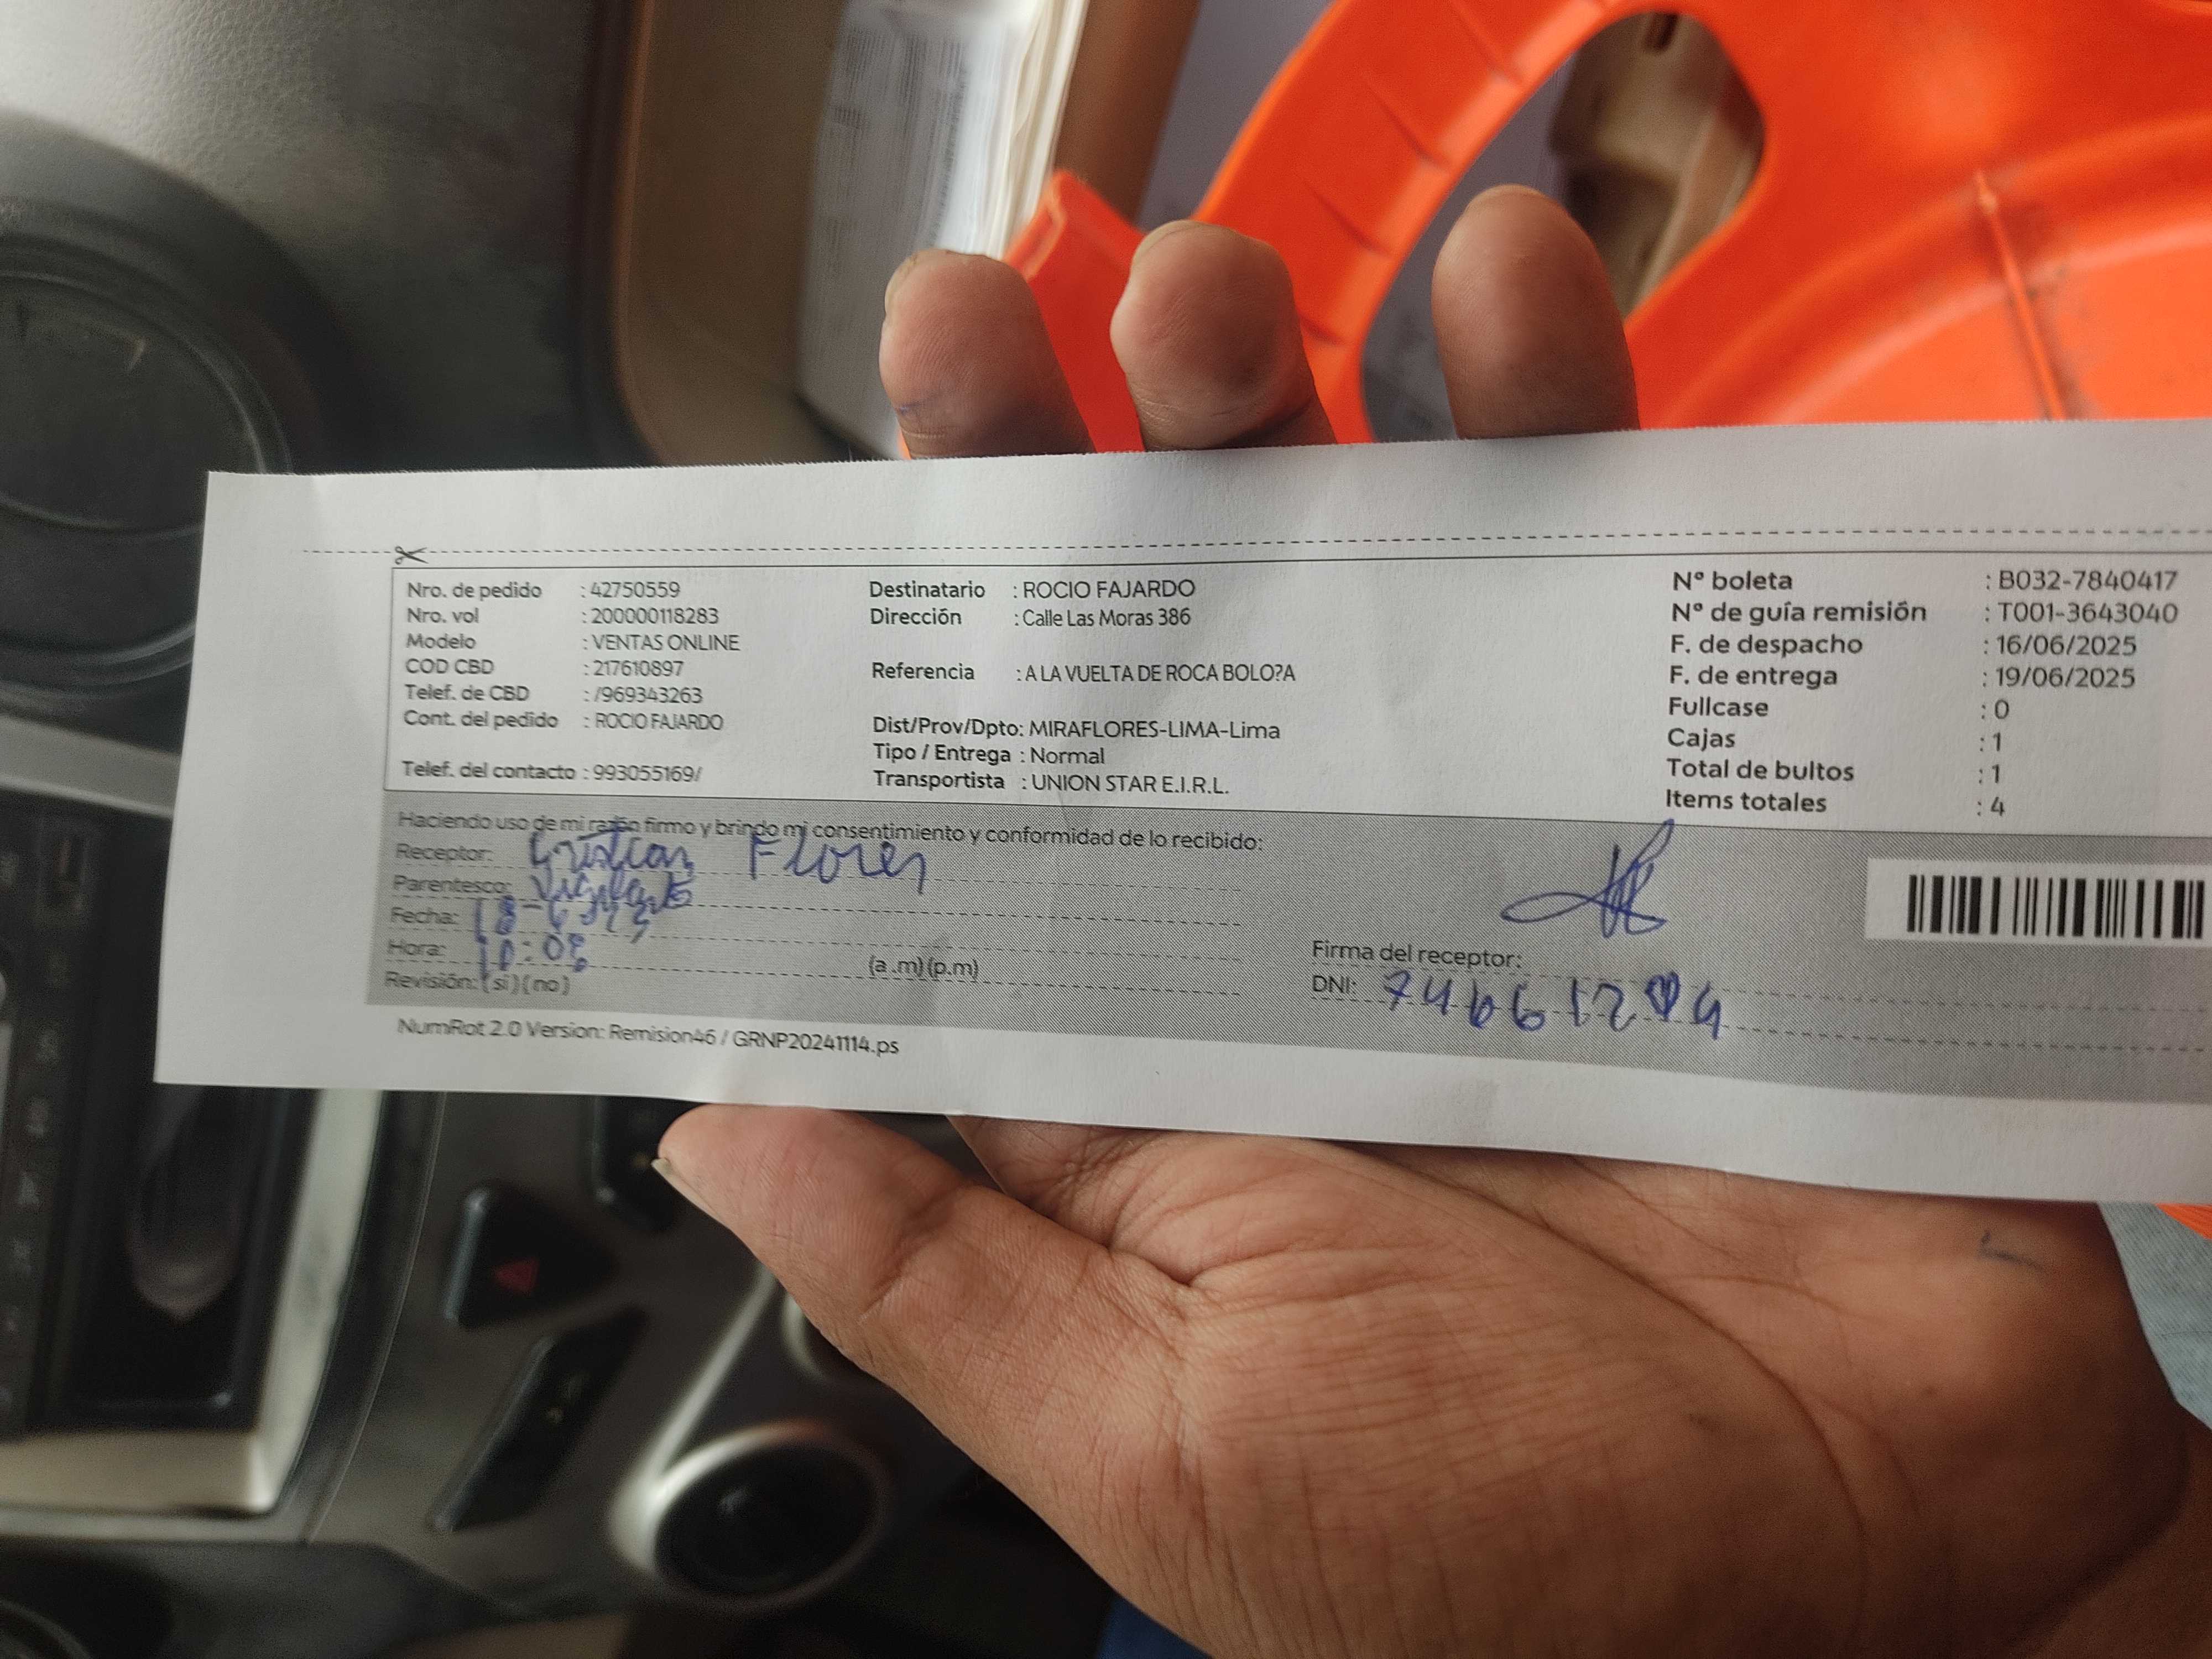 Nro. de pedido : 42750559
Nro. vol : 200000118283
Modelo : VENTAS ONLINE
COD CBD : 217610897
Telef. de CBD : /969343263
Cont. del pedido : ROCIO FAJARDO
Telef. del contacto : 993055169/
Destinatario : ROCIO FAJARDO
Dirección : Calle Las Moras 386
Referencia : A LA VUELTA DE ROCA BOLO?A
Dist/Prov/Dpto: MIRAFLORES-LIMA-Lima
Tipo / Entrega : Normal
Transportista : UNION STAR E.I.R.L.
N° boleta : B032-7840417
N° de guía remisión : T001-3643040
F. de despacho : 16/06/2025
F. de entrega : 19/06/2025
Fullcase : 0
Cajas : 1
Total de bultos : 1
Items totales : 4
Haciendo uso de mi razón firmo y brindo mi consentimiento y conformidad de lo recibido:
Receptor: Cristian Flores
Parentesco: Vigilante
Fecha:
Hora: (a .m) (p.m)
Revisión: (si) (no)
Firma del receptor:
DNI:
NumRot 2.0 Version: Remision46 / GRNP20241114.ps